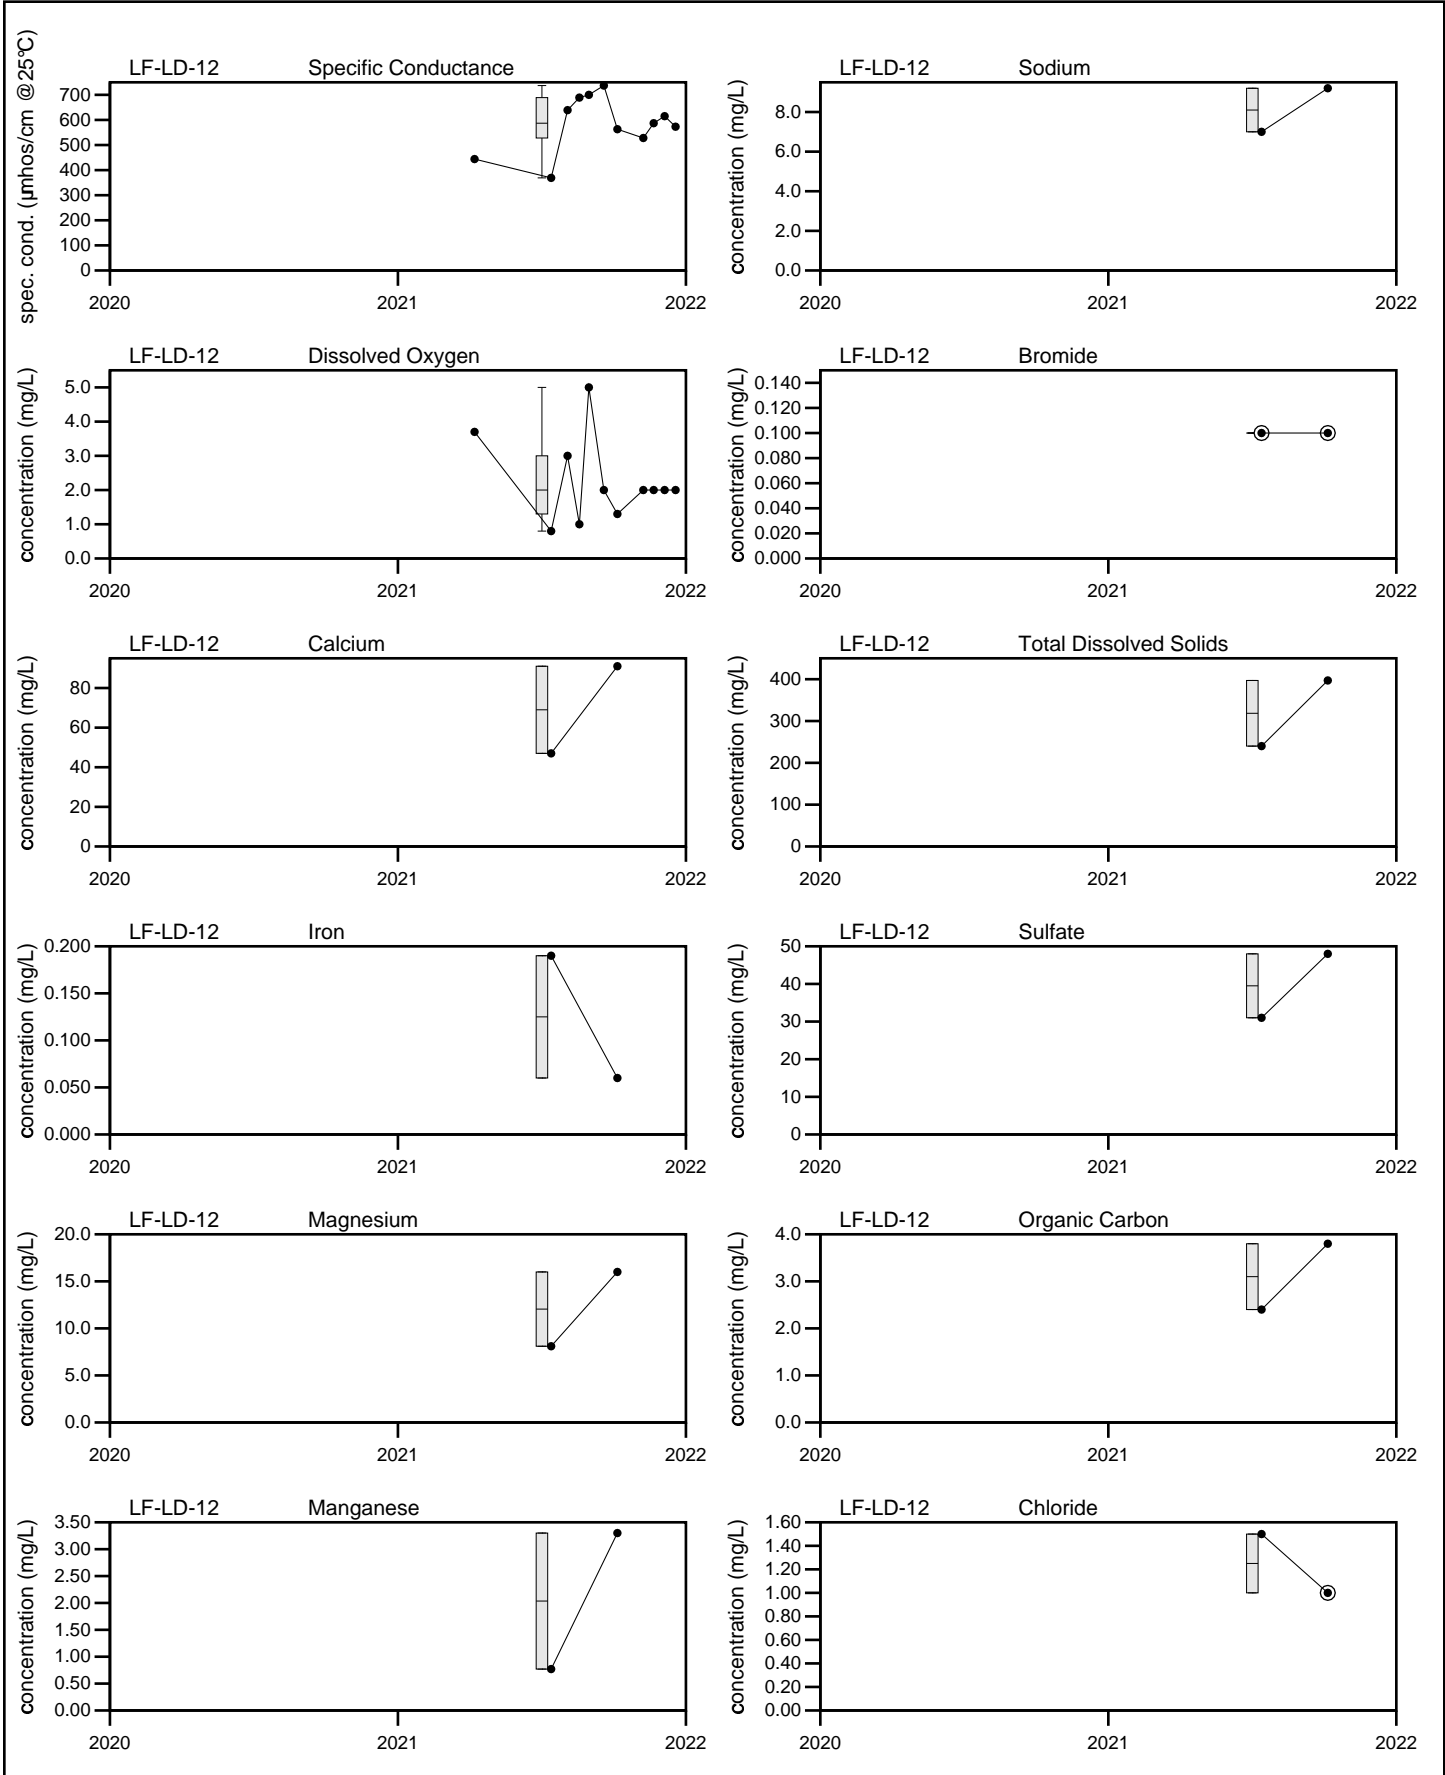 LF-LD-12 Specific Conductance
spec. cond. (µmhos/cm @25°C)
700
600
500
400
300
200
100
0
2020 2021 2022
LF-LD-12 Sodium
concentration (mg/L)
8.0
6.0
4.0
2.0
0.0
2020 2021 2022
LF-LD-12 Dissolved Oxygen
concentration (mg/L)
5.0
4.0
3.0
2.0
1.0
0.0
2020 2021 2022
LF-LD-12 Bromide
concentration (mg/L)
0.140
0.120
0.100
0.080
0.060
0.040
0.020
0.000
2020 2021 2022
LF-LD-12 Calcium
concentration (mg/L)
80
60
40
20
0
2020 2021 2022
LF-LD-12 Total Dissolved Solids
concentration (mg/L)
400
300
200
100
0
2020 2021 2022
LF-LD-12 Iron
concentration (mg/L)
0.200
0.150
0.100
0.050
0.000
2020 2021 2022
LF-LD-12 Sulfate
concentration (mg/L)
50
40
30
20
10
0
2020 2021 2022
LF-LD-12 Magnesium
concentration (mg/L)
20.0
15.0
10.0
5.0
0.0
2020 2021 2022
LF-LD-12 Organic Carbon
concentration (mg/L)
4.0
3.0
2.0
1.0
0.0
2020 2021 2022
LF-LD-12 Manganese
concentration (mg/L)
3.50
3.00
2.50
2.00
1.50
1.00
0.50
0.00
2020 2021 2022
LF-LD-12 Chloride
concentration (mg/L)
1.60
1.40
1.20
1.00
0.80
0.60
0.40
0.20
0.00
2020 2021 2022